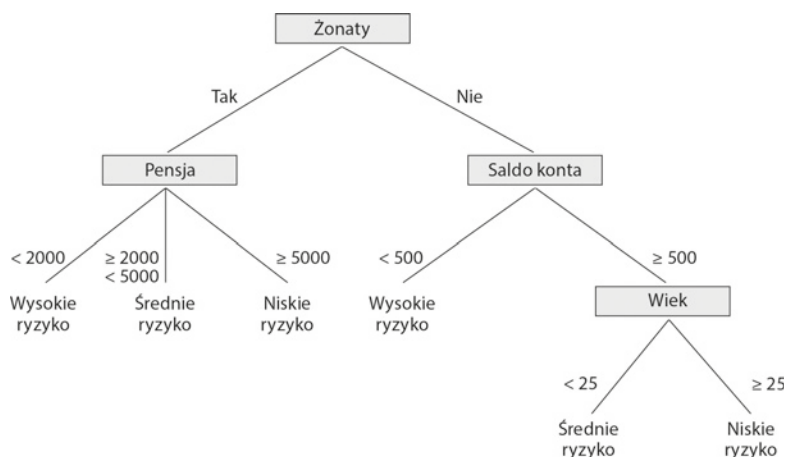 Żonaty
Tak
Nie
Pensja
Saldo konta
< 2000
≥ 2000
< 5000
≥ 5000
< 500
≥ 500
Wysokie
ryzyko
Średnie
ryzyko
Niskie
ryzyko
Wysokie
ryzyko
Wiek
< 25
≥ 25
Średnie
ryzyko
Niskie
ryzyko